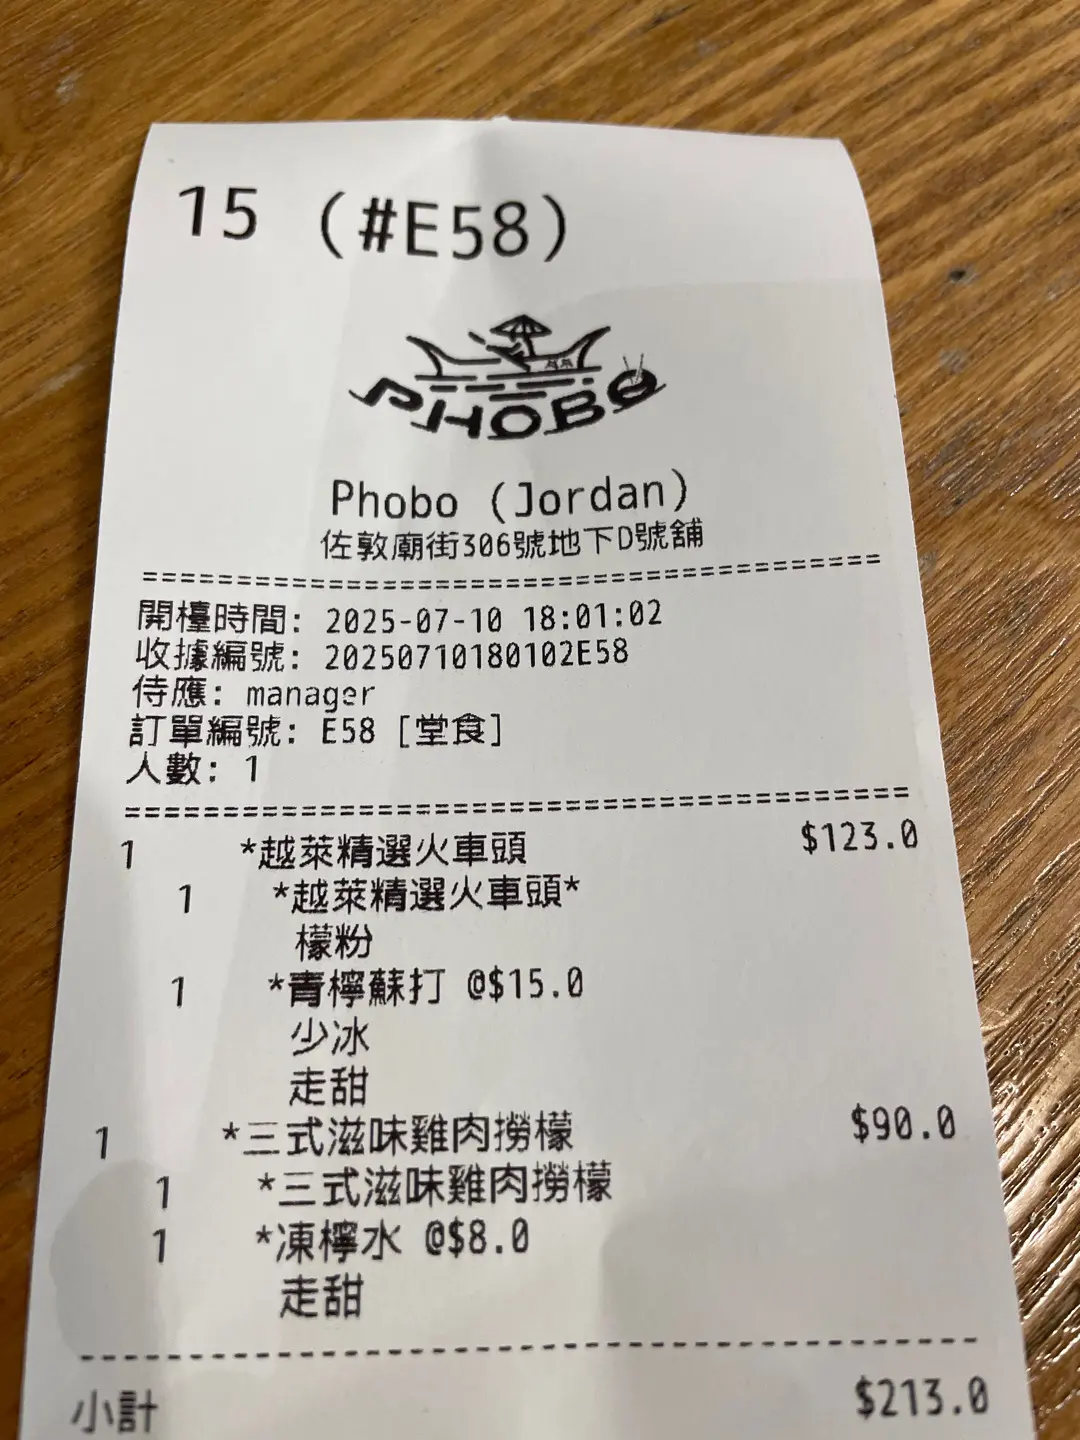 15 (#E58)
PHOBO
Phobo (Jordan)
佐敦廟街306號地下D號舖
=======================================
開檯時間: 2025-07-10 18:01:02
收據編號: 20250710180102E58
侍應: manager
訂單編號: E58 [堂食]
人數: 1
=======================================
1 *越萊精選火車頭 $123.0
1 *越萊精選火車頭*
檬粉
1 *青檸蘇打 @$15.0
少冰
走甜
1 *三式滋味雞肉撈檬 $90.0
1 *三式滋味雞肉撈檬
1 *凍檸水 @$8.0
走甜
---------------------------------------
小計 $213.0